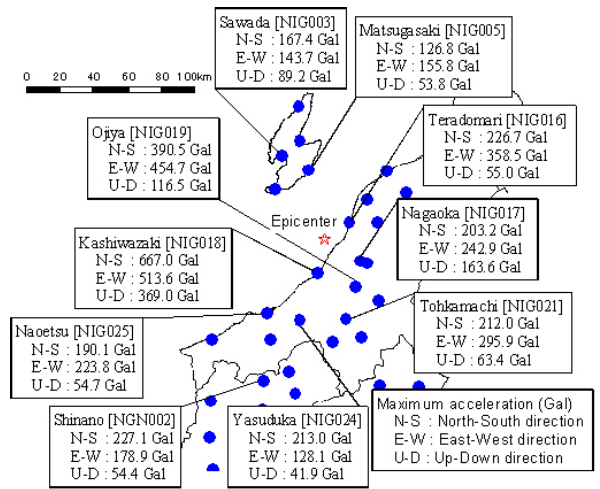 Sawada [NIG003]
N-S : 167.4 Gal
E-W : 143.7 Gal
U-D : 89.2 Gal
Matsugasaki [NIG005]
N-S : 126.8 Gal
E-W : 155.8 Gal
U-D : 53.8 Gal
0 20 40 60 80 100km
Ojiya [NIG019]
N-S : 390.5 Gal
E-W : 454.7 Gal
U-D : 116.5 Gal
Teradomari [NIG016]
N-S : 226.7 Gal
E-W : 358.5 Gal
U-D : 55.0 Gal
Epicenter
Nagaoka [NIG017]
N-S : 203.2 Gal
E-W : 242.9 Gal
U-D : 163.6 Gal
Kashiwazaki [NIG018]
N-S : 667.0 Gal
E-W : 513.6 Gal
U-D : 369.0 Gal
Tohkamachi [NIG021]
N-S : 212.0 Gal
E-W : 295.9 Gal
U-D : 63.4 Gal
Naoetsu [NIG025]
N-S : 190.1 Gal
E-W : 223.8 Gal
U-D : 54.7 Gal
Shinano [NGN002]
N-S : 227.1 Gal
E-W : 178.9 Gal
U-D : 54.4 Gal
Yasuduka [NIG024]
N-S : 213.0 Gal
E-W : 128.1 Gal
U-D : 41.9 Gal
Maximum acceleration (Gal)
N-S : North-South direction
E-W : East-West direction
U-D : Up-Down direction